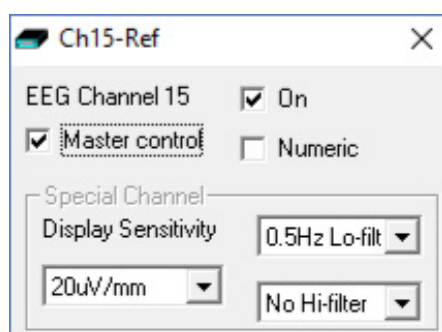 Ch15-Ref
EEG Channel 15
On
Master control
Numeric
Special Channel
Display Sensitivity
0.5Hz Lo-filt
20uV/mm
No Hi-filter